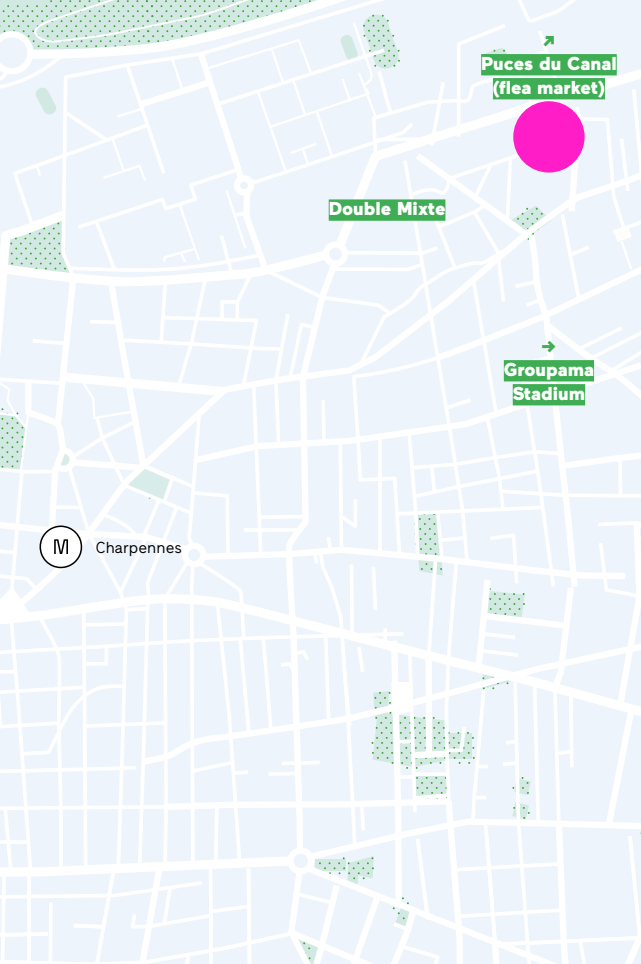 Puces du Canal
(flea market)
Double Mixte
Groupama
Stadium
M Charpennes